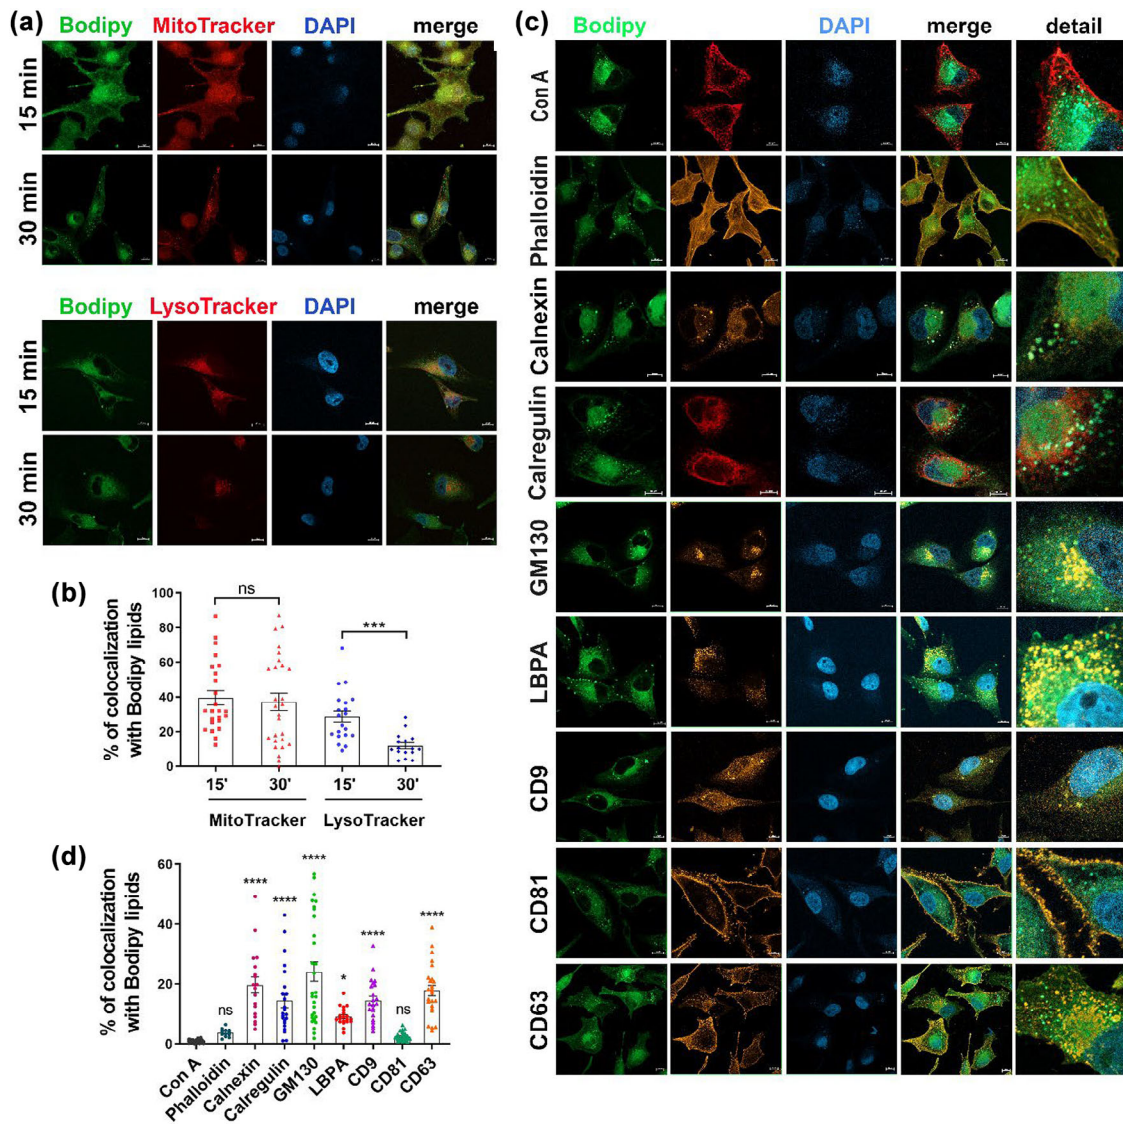 (a)
Bodipy MitoTracker DAPI merge
15 min
30 min
Bodipy LysoTracker DAPI merge
15 min
30 min
(b)
% of colocalization
with Bodipy lipids
100
80
60
40
20
0
ns
***
15' 30' 15' 30'
MitoTracker LysoTracker
(d)
% of colocalization
with Bodipy lipids
60
40
20
0
ns
****
****
****
*
****
ns
****
Con A
Phalloidin
Calnexin
Calregulin
GM130
LBPA
CD9
CD81
CD63
(c)
Bodipy DAPI merge detail
Con A
Phalloidin
Calnexin
Calregulin
GM130
LBPA
CD9
CD81
CD63